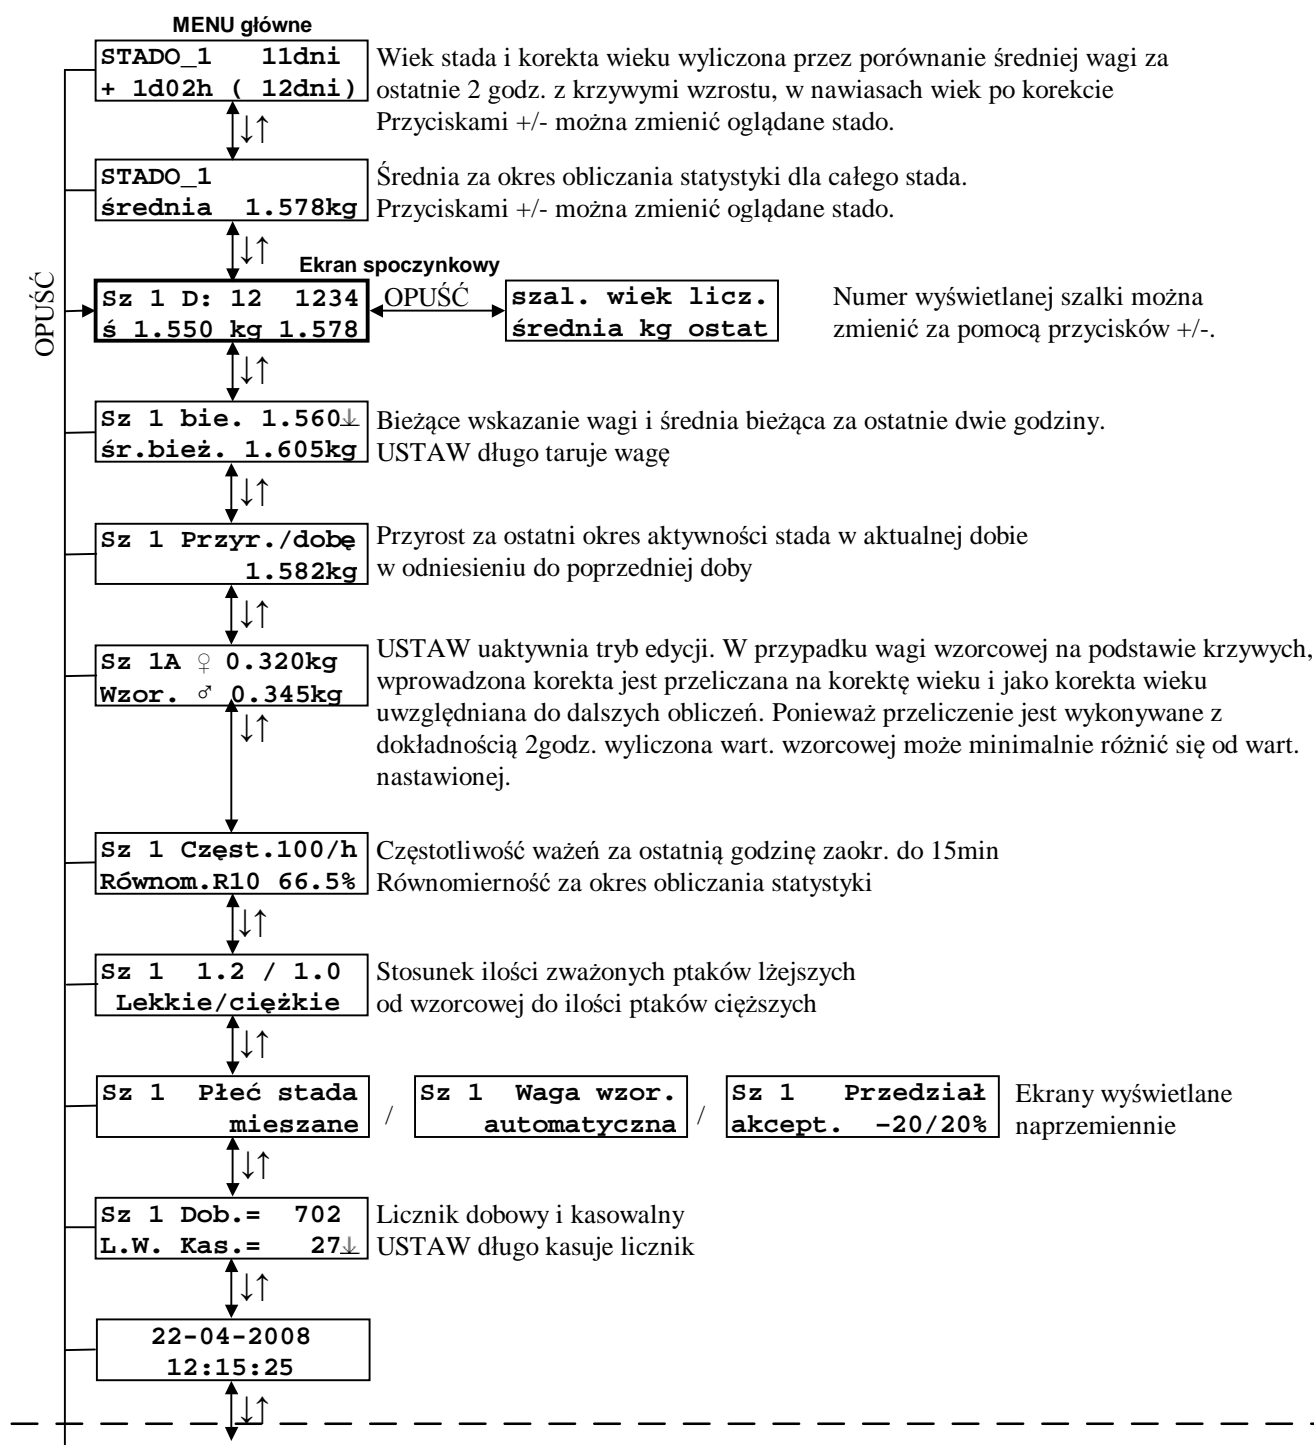 MENU główne
STADO_1 11dni
+ 1d02h ( 12dni)
Wiek stada i korekta wieku wyliczona przez porównanie średniej wagi za
ostatnie 2 godz. z krzywymi wzrostu, w nawiasach wiek po korekcie
Przyciskami +/- można zmienić oglądane stado.
↓↑
STADO_1
średnia 1.578kg
Średnia za okres obliczania statystyki dla całego stada.
Przyciskami +/- można zmienić oglądane stado.
↓↑
Ekran spoczynkowy
OPUŚĆ
Sz 1 D: 12 1234
ś 1.550 kg 1.578
OPUŚĆ
szal. wiek licz.
średnia kg ostat
Numer wyświetlanej szalki można
zmienić za pomocą przycisków +/-.
↓↑
Sz 1 bie. 1.560↓
śr.bież. 1.605kg
Bieżące wskazanie wagi i średnia bieżąca za ostatnie dwie godziny.
USTAW długo taruje wagę
↓↑
Sz 1 Przyr./dobę
1.582kg
Przyrost za ostatni okres aktywności stada w aktualnej dobie
w odniesieniu do poprzedniej doby
↓↑
Sz 1A ♀ 0.320kg
Wzor. ♂ 0.345kg
USTAW uaktywnia tryb edycji. W przypadku wagi wzorcowej na podstawie krzywych,
wprowadzona korekta jest przeliczana na korektę wieku i jako korekta wieku
uwzględniana do dalszych obliczeń. Ponieważ przeliczenie jest wykonywane z
dokładnością 2godz. wyliczona wart. wzorcowej może minimalnie różnić się od wart.
nastawionej.
↓↑
Sz 1 Częst.100/h
Równom.R10 66.5%
Częstotliwość ważeń za ostatnią godzinę zaokr. do 15min
Równomierność za okres obliczania statystyki
↓↑
Sz 1 1.2 / 1.0
Lekkie/ciężkie
Stosunek ilości zważonych ptaków lżejszych
od wzorcowej do ilości ptaków cięższych
↓↑
Sz 1 Płeć stada
mieszane
/
Sz 1 Waga wzor.
automatyczna
/
Sz 1 Przedział
akcept. -20/20%
Ekrany wyświetlane
naprzemiennie
↓↑
Sz 1 Dob.= 702
L.W. Kas.= 27↓
Licznik dobowy i kasowalny
USTAW długo kasuje licznik
↓↑
22-04-2008
12:15:25
↓↑